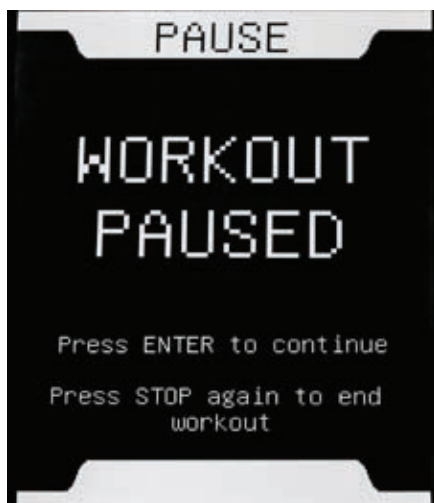 PAUSE
WORKOUT
PAUSED
Press ENTER to continue
Press STOP again to end
workout